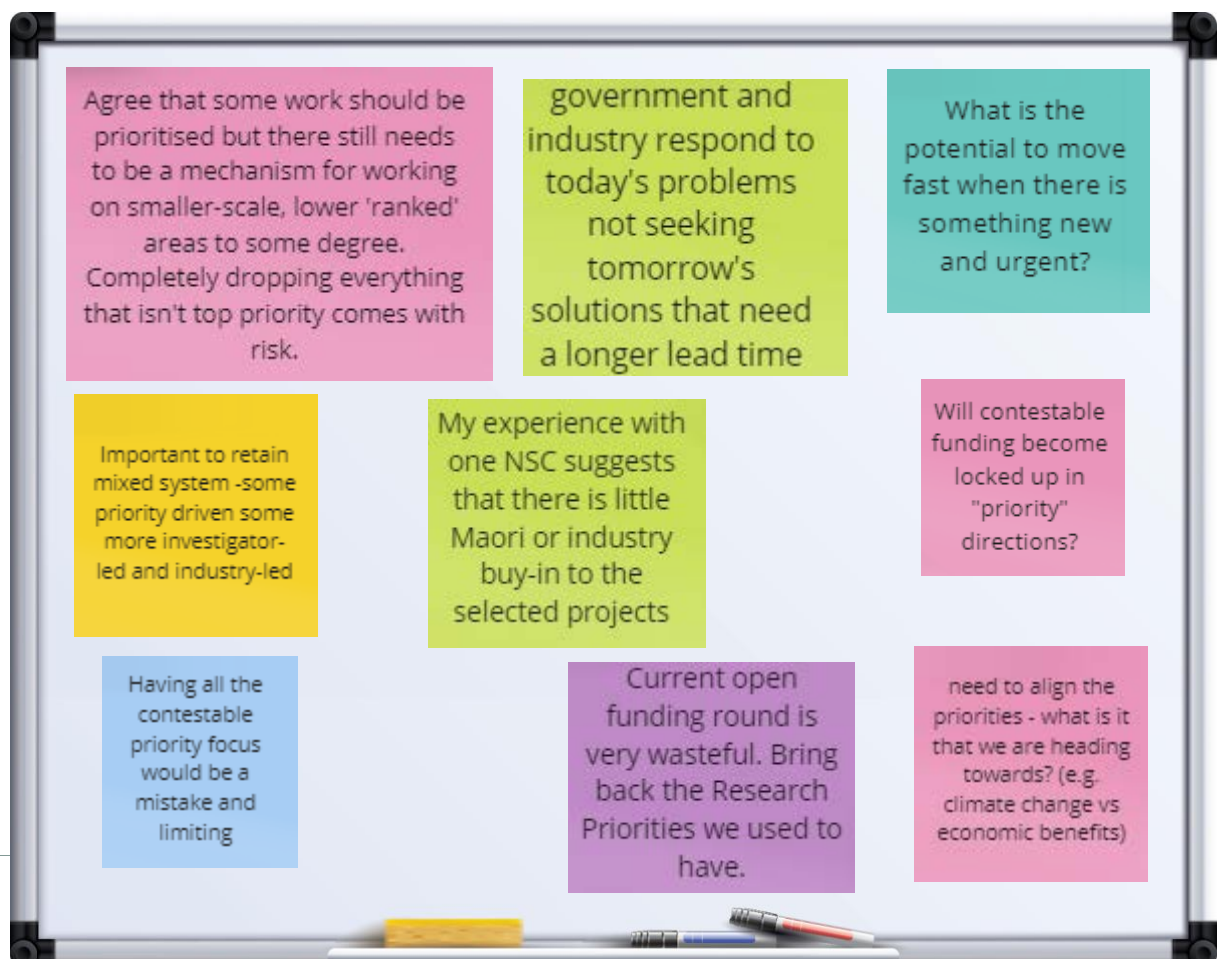 Agree that some work should be
prioritised but there still needs
to be a mechanism for working
on smaller-scale, lower 'ranked'
areas to some degree.
Completely dropping everything
that isn't top priority comes with
risk.
government and
industry respond to
today's problems
not seeking
tomorrow's
solutions that need
a longer lead time
What is the
potential to move
fast when there is
something new
and urgent?
Important to retain
mixed system -some
priority driven some
more investigator-
led and industry-led
My experience with
one NSC suggests
that there is little
Maori or industry
buy-in to the
selected projects
Will contestable
funding become
locked up in
"priority"
directions?
Having all the
contestable
priority focus
would be a
mistake and
limiting
Current open
funding round is
very wasteful. Bring
back the Research
Priorities we used to
have.
need to align the
priorities - what is it
that we are heading
towards? (e.g.
climate change vs
economic benefits)